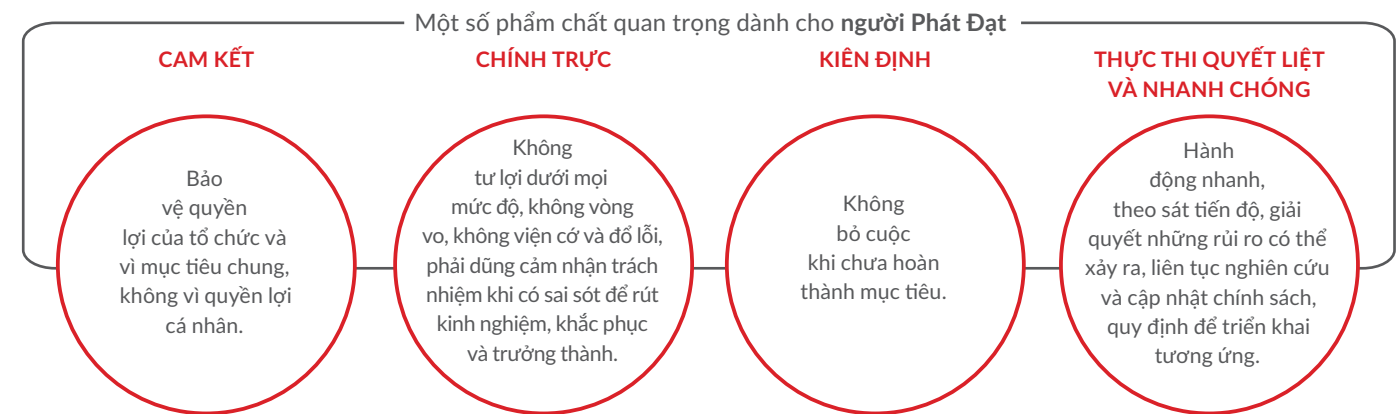 Một số phẩm chất quan trọng dành cho người Phát Đạt
CAM KẾT
Bảo
vệ quyền
lợi của tổ chức và
vì mục tiêu chung,
không vì quyền lợi
cá nhân.
CHÍNH TRỰC
Không
tư lợi dưới mọi
mức độ, không vòng
vo, không viện cớ và đổ lỗi,
phải dũng cảm nhận trách
nhiệm khi có sai sót để rút
kinh nghiệm, khắc phục
và trưởng thành.
KIÊN ĐỊNH
Không
bỏ cuộc
khi chưa hoàn
thành mục tiêu.
THỰC THI QUYẾT LIỆT
VÀ NHANH CHÓNG
Hành
động nhanh,
theo sát tiến độ, giải
quyết những rủi ro có thể
xảy ra, liên tục nghiên cứu
và cập nhật chính sách,
quy định để triển khai
tương ứng.